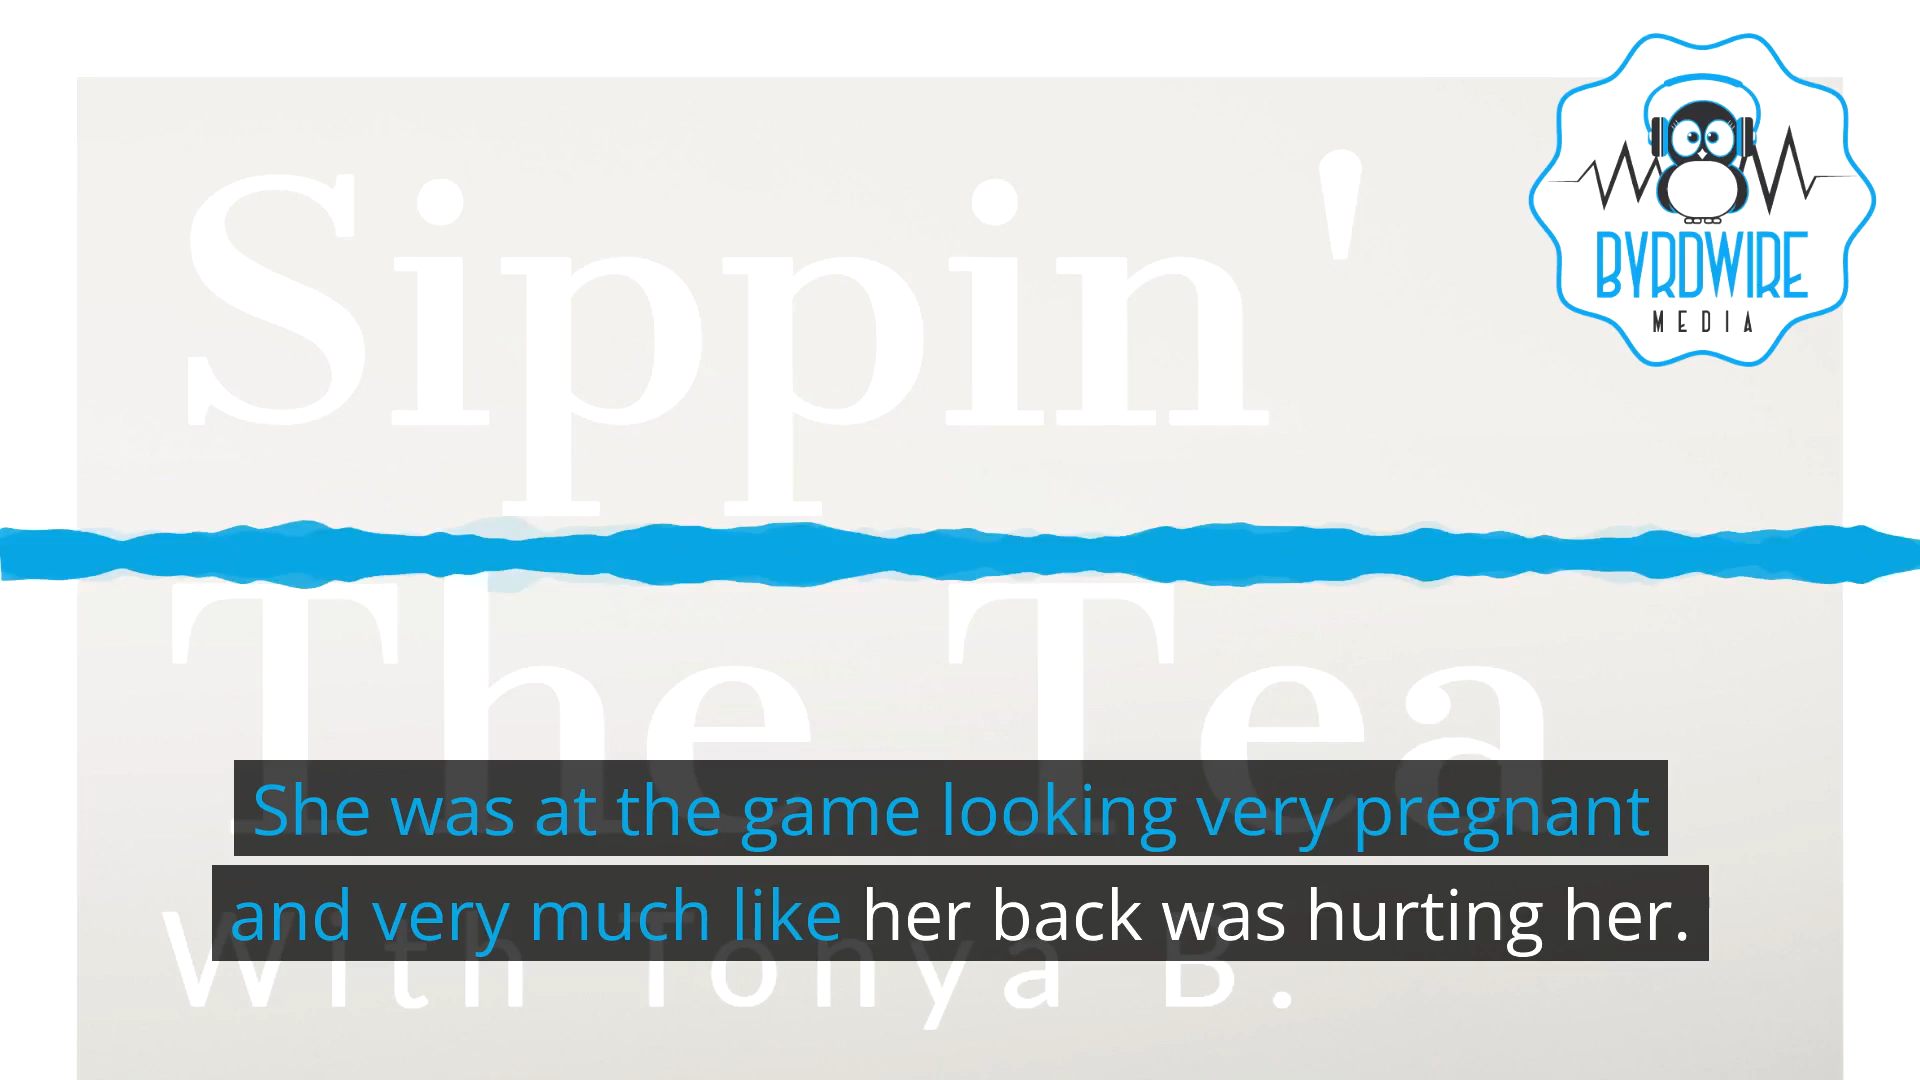 Sippin'
BYRDWIRE
MEDIA
The Tea
She was at the game looking very pregnant
and very much like her back was hurting her.
With Tonya B.